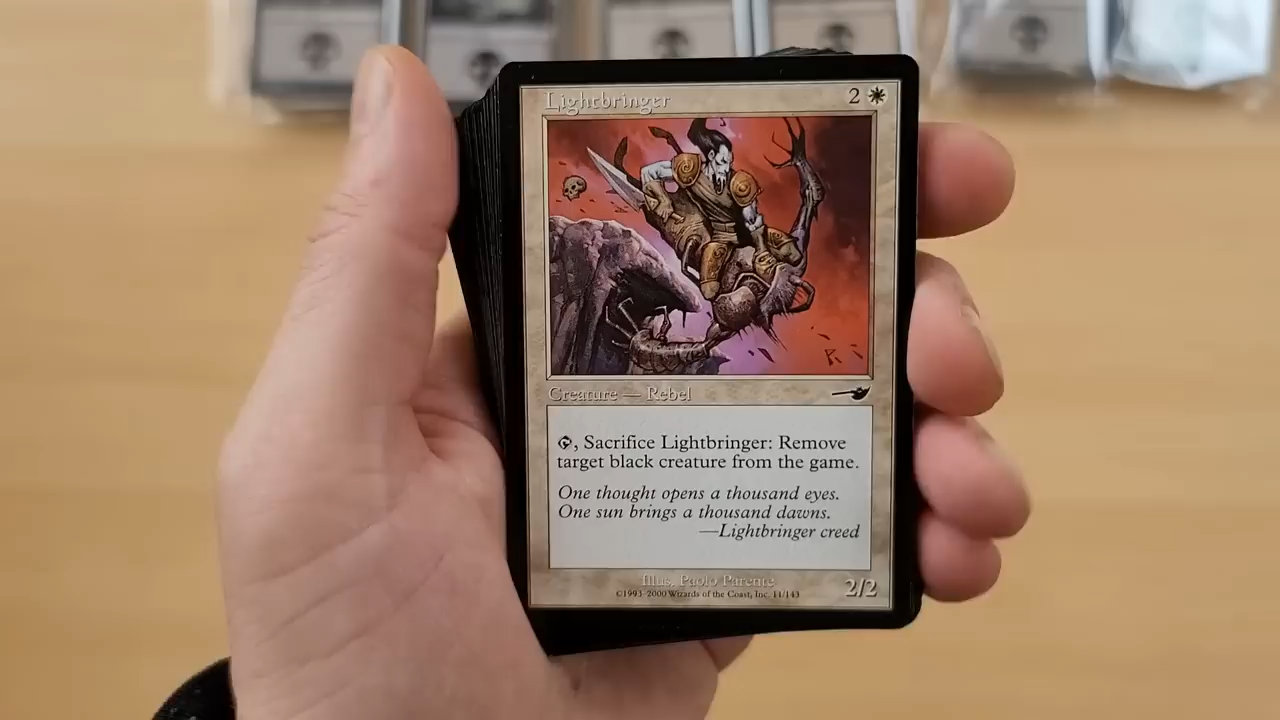 Lightbringer 2
Creature — Rebel
, Sacrifice Lightbringer: Remove
target black creature from the game.
One thought opens a thousand eyes.
One sun brings a thousand dawns.
—Lightbringer creed
Illus. Paolo Parente
©1993–2000 Wizards of the Coast, Inc. 11/143
2/2